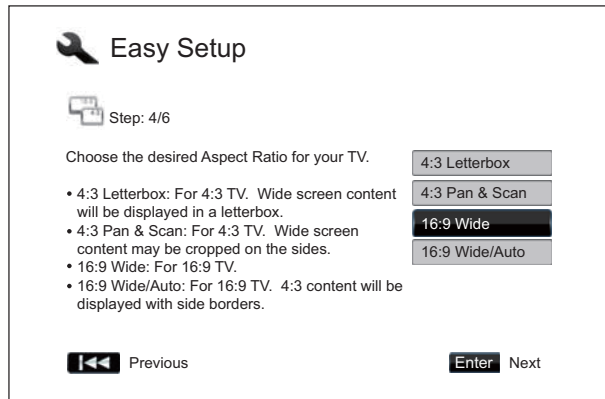 Easy Setup
Step: 4/6
Choose the desired Aspect Ratio for your TV.
• 4:3 Letterbox: For 4:3 TV. Wide screen content
will be displayed in a letterbox.
• 4:3 Pan & Scan: For 4:3 TV. Wide screen
content may be cropped on the sides.
• 16:9 Wide: For 16:9 TV.
• 16:9 Wide/Auto: For 16:9 TV. 4:3 content will be
displayed with side borders.
4:3 Letterbox
4:3 Pan & Scan
16:9 Wide
16:9 Wide/Auto
Previous
Enter Next